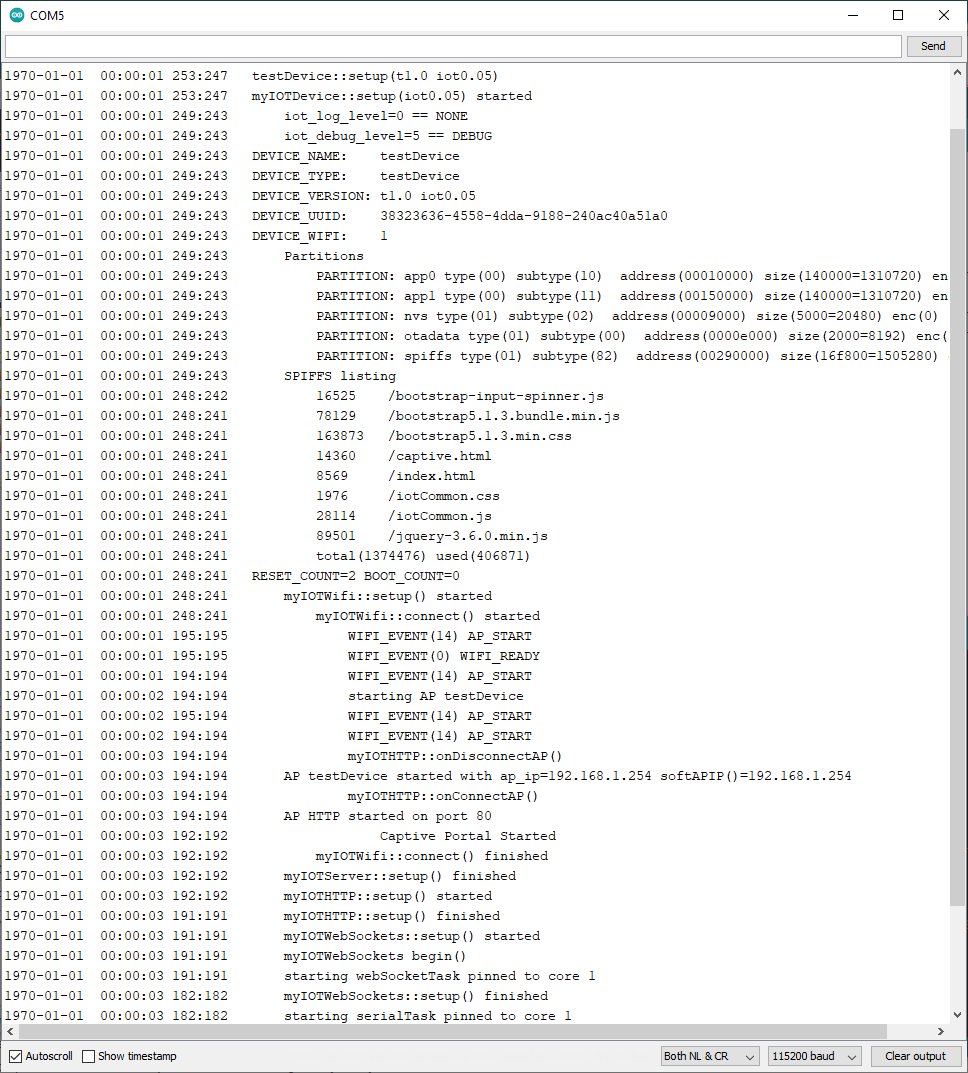 COM5
Send
1970-01-01 00:00:01 253:247 testDevice::setup(t1.0 iot0.05)
1970-01-01 00:00:01 253:247 myIOTDevice::setup(iot0.05) started
1970-01-01 00:00:01 249:243 iot_log_level=0 == NONE
1970-01-01 00:00:01 249:243 iot_debug_level=5 == DEBUG
1970-01-01 00:00:01 249:243 DEVICE_NAME: testDevice
1970-01-01 00:00:01 249:243 DEVICE_TYPE: testDevice
1970-01-01 00:00:01 249:243 DEVICE_VERSION: t1.0 iot0.05
1970-01-01 00:00:01 249:243 DEVICE_UUID: 38323636-4558-4dda-9188-240ac40a51a0
1970-01-01 00:00:01 249:243 DEVICE_WIFI: 1
1970-01-01 00:00:01 249:243 Partitions
1970-01-01 00:00:01 249:243 PARTITION: app0 type(00) subtype(10) address(00010000) size(140000=1310720) en
1970-01-01 00:00:01 249:243 PARTITION: app1 type(00) subtype(11) address(00150000) size(140000=1310720) en
1970-01-01 00:00:01 249:243 PARTITION: nvs type(01) subtype(02) address(00009000) size(5000=20480) enc(0)
1970-01-01 00:00:01 249:243 PARTITION: otadata type(01) subtype(00) address(0000e000) size(2000=8192) enc(
1970-01-01 00:00:01 249:243 PARTITION: spiffs type(01) subtype(82) address(00290000) size(16f800=1505280)
1970-01-01 00:00:01 249:243 SPIFFS listing
1970-01-01 00:00:01 248:242 16525 /bootstrap-input-spinner.js
1970-01-01 00:00:01 248:241 78129 /bootstrap5.1.3.bundle.min.js
1970-01-01 00:00:01 248:241 163873 /bootstrap5.1.3.min.css
1970-01-01 00:00:01 248:241 14360 /captive.html
1970-01-01 00:00:01 248:241 8569 /index.html
1970-01-01 00:00:01 248:241 1976 /iotCommon.css
1970-01-01 00:00:01 248:241 28114 /iotCommon.js
1970-01-01 00:00:01 248:241 89501 /jquery-3.6.0.min.js
1970-01-01 00:00:01 248:241 total(1374476) used(406871)
1970-01-01 00:00:01 248:241 RESET_COUNT=2 BOOT_COUNT=0
1970-01-01 00:00:01 248:241 myIOTWifi::setup() started
1970-01-01 00:00:01 248:241 myIOTWifi::connect() started
1970-01-01 00:00:01 195:195 WIFI_EVENT(14) AP_START
1970-01-01 00:00:01 195:195 WIFI_EVENT(0) WIFI_READY
1970-01-01 00:00:01 194:194 WIFI_EVENT(14) AP_START
1970-01-01 00:00:02 194:194 starting AP testDevice
1970-01-01 00:00:02 195:194 WIFI_EVENT(14) AP_START
1970-01-01 00:00:02 194:194 WIFI_EVENT(14) AP_START
1970-01-01 00:00:03 194:194 myIOTHTTP::onDisconnectAP()
1970-01-01 00:00:03 194:194 AP testDevice started with ap_ip=192.168.1.254 softAPIP()=192.168.1.254
1970-01-01 00:00:03 194:194 myIOTHTTP::onConnectAP()
1970-01-01 00:00:03 194:194 AP HTTP started on port 80
1970-01-01 00:00:03 192:192 Captive Portal Started
1970-01-01 00:00:03 192:192 myIOTWifi::connect() finished
1970-01-01 00:00:03 192:192 myIOTServer::setup() finished
1970-01-01 00:00:03 192:192 myIOTHTTP::setup() started
1970-01-01 00:00:03 191:191 myIOTHTTP::setup() finished
1970-01-01 00:00:03 191:191 myIOTWebSockets::setup() started
1970-01-01 00:00:03 191:191 myIOTWebSockets begin()
1970-01-01 00:00:03 191:191 starting webSocketTask pinned to core 1
1970-01-01 00:00:03 182:182 myIOTWebSockets::setup() finished
1970-01-01 00:00:03 182:182 starting serialTask pinned to core 1
Autoscroll Show timestamp Both NL & CR 115200 baud Clear output